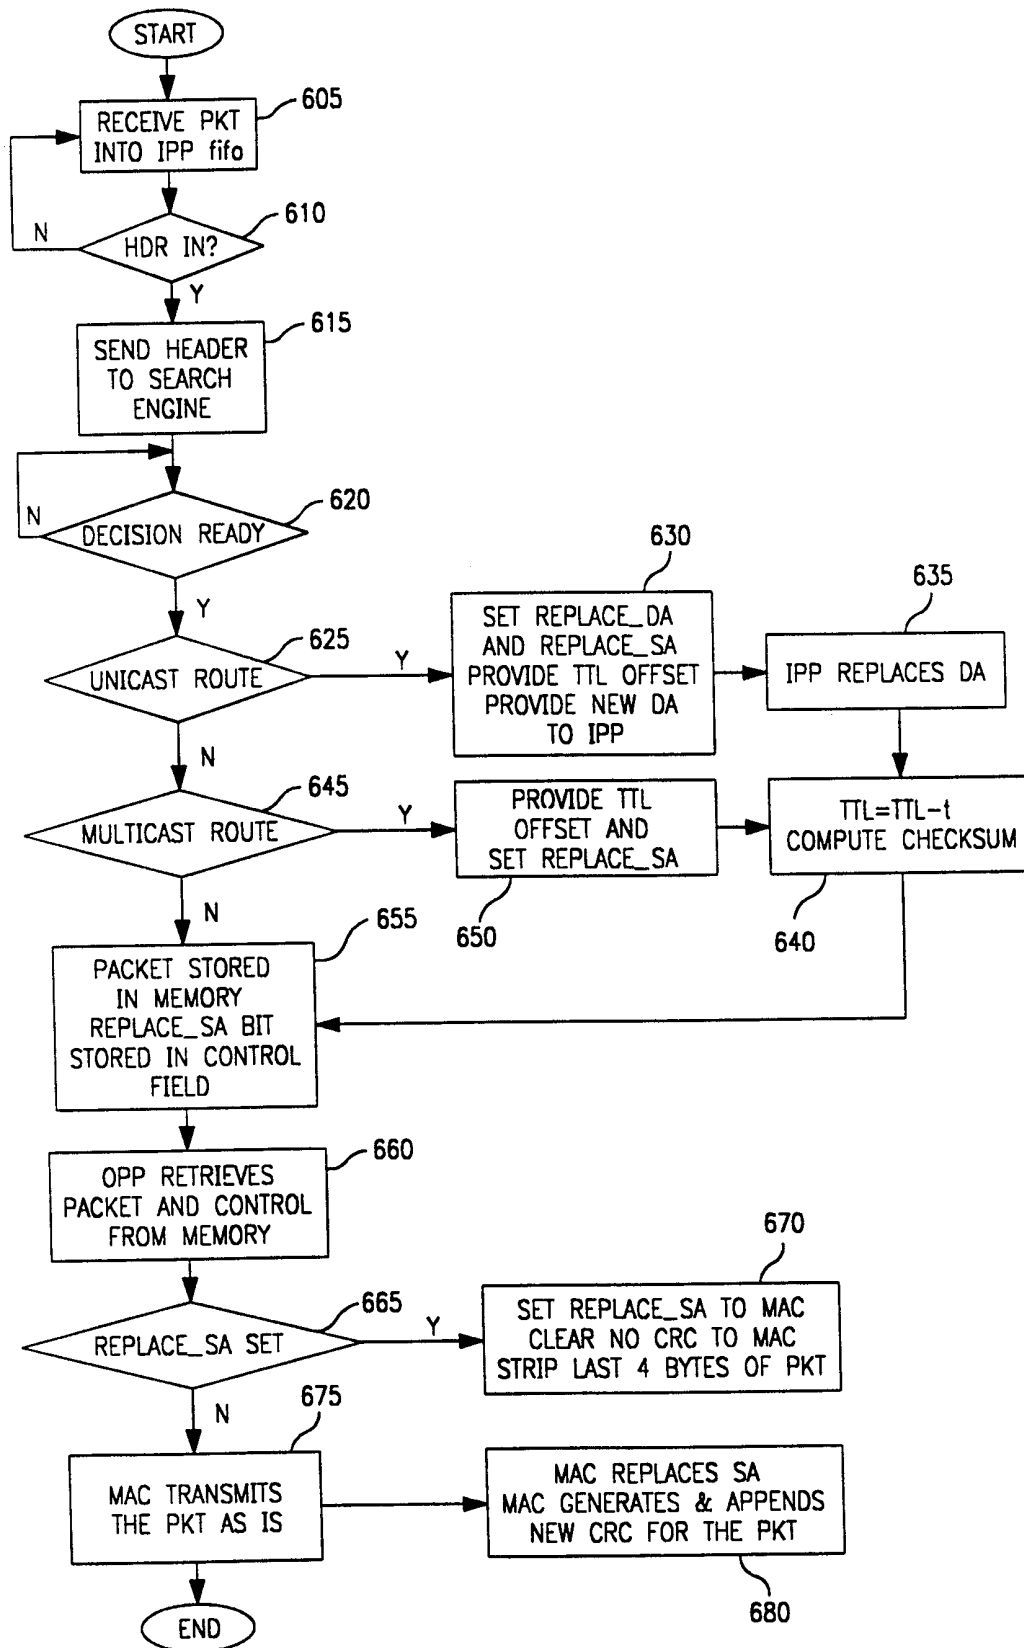 START
605
RECEIVE PKT
INTO IPP fifo
610
HDR IN?
N
Y
615
SEND HEADER
TO SEARCH
ENGINE
620
DECISION READY
N
Y
625
UNICAST ROUTE
Y
630
SET REPLACE_DA
AND REPLACE_SA
PROVIDE TTL OFFSET
PROVIDE NEW DA
TO IPP
635
IPP REPLACES DA
N
645
MULTICAST ROUTE
Y
PROVIDE TTL
OFFSET AND
SET REPLACE_SA
650
TTL=TTL-t
COMPUTE CHECKSUM
640
N
655
PACKET STORED
IN MEMORY
REPLACE_SA BIT
STORED IN CONTROL
FIELD
660
OPP RETRIEVES
PACKET AND CONTROL
FROM MEMORY
665
REPLACE_SA SET
Y
670
SET REPLACE_SA TO MAC
CLEAR NO CRC TO MAC
STRIP LAST 4 BYTES OF PKT
N
675
MAC TRANSMITS
THE PKT AS IS
MAC REPLACES SA
MAC GENERATES & APPENDS
NEW CRC FOR THE PKT
680
END